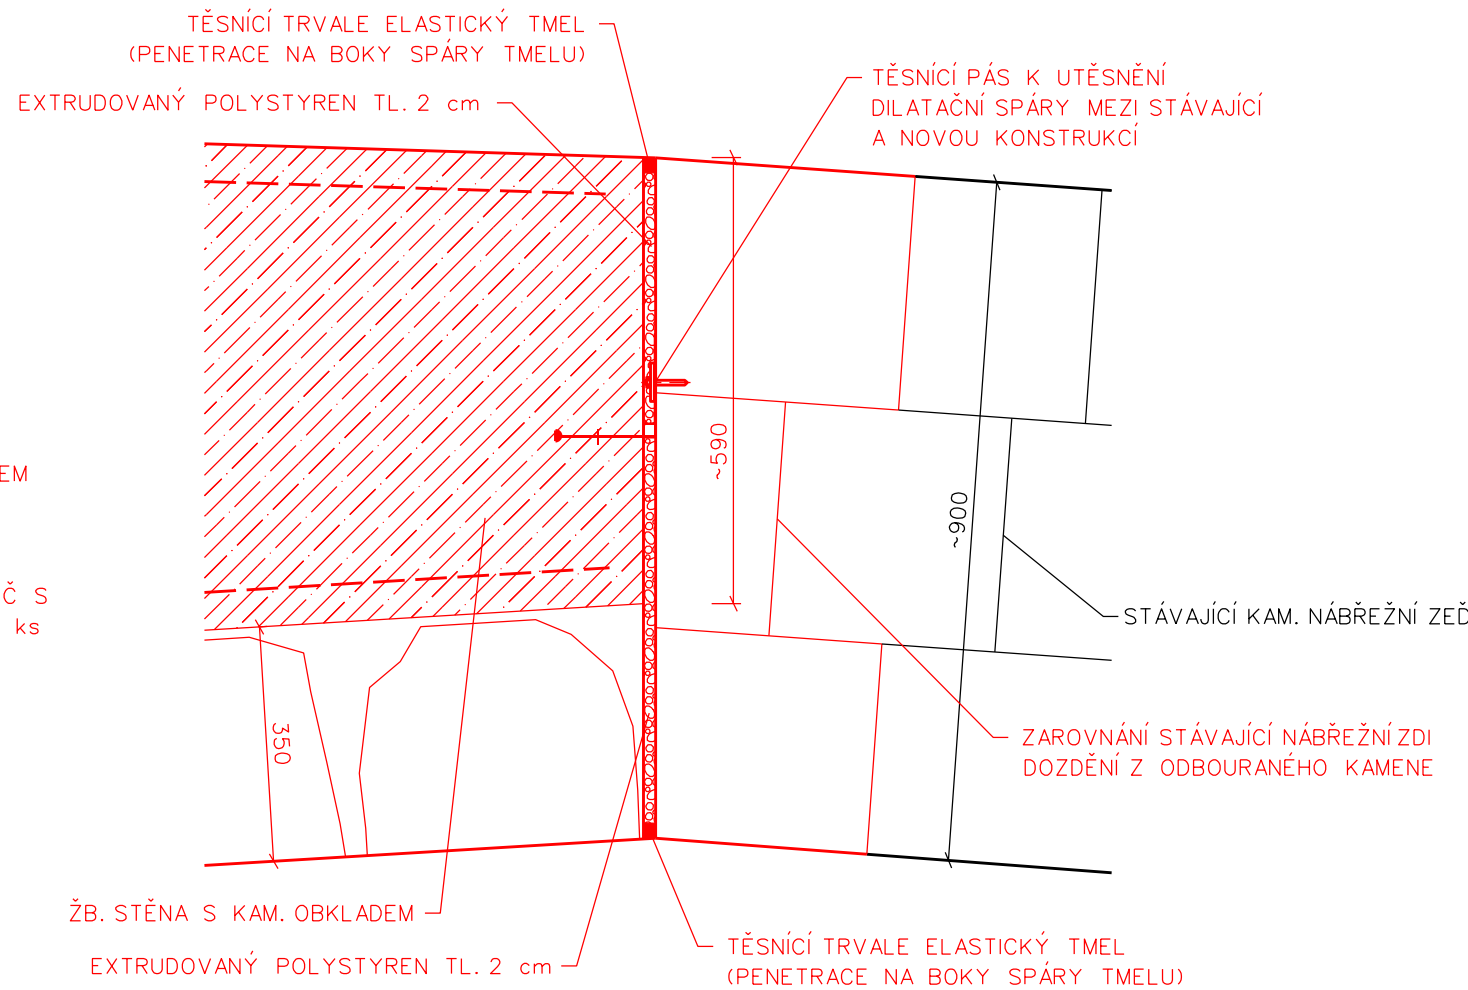 TĚSNÍCÍ TRVALE ELASTICKÝ TMEL
(PENETRACE NA BOKY SPÁRY TMELU)
EXTRUDOVANÝ POLYSTYREN TL. 2 cm
TĚSNÍCÍ PÁS K UTĚSNĚNÍ
DILATAČNÍ SPÁRY MEZI STÁVAJÍCÍ
A NOVOU KONSTRUKCÍ
~590
EM
~900
Č S
ks
STÁVAJÍCÍ KAM. NÁBŘEŽNÍ ZEĎ
350
ZAROVNÁNÍ STÁVAJÍCÍ NÁBŘEŽNÍ ZDI
DOZDĚNÍ Z ODBOURANÉHO KAMENE
ŽB. STĚNA S KAM. OBKLADEM
EXTRUDOVANÝ POLYSTYREN TL. 2 cm
TĚSNÍCÍ TRVALE ELASTICKÝ TMEL
(PENETRACE NA BOKY SPÁRY TMELU)